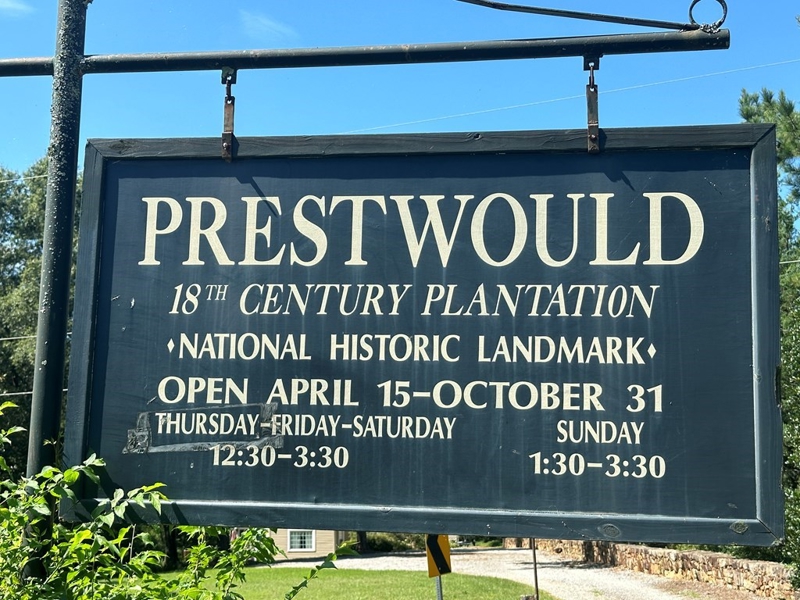 PRESTWOULD
18TH CENTURY PLANTATION
♦NATIONAL HISTORIC LANDMARK♦
OPEN APRIL 15–OCTOBER 31
THURSDAY–FRIDAY–SATURDAY SUNDAY
12:30–3:30 1:30–3:30